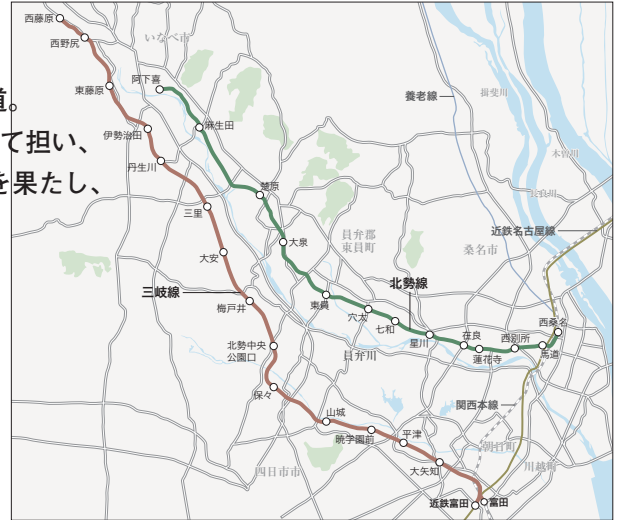 西藤原
西野尻
いなべ市
東藤原
阿下喜
道。
養老線
揖斐川
て担い、
伊勢治田
麻生田
丹生川
木曽川
を果たし、
楚原
長良川
三里
員弁郡
東員町
近鉄名古屋線
大泉
桑名市
大安
三岐線
東員
北勢線
梅戸井
穴太
七和
西桑名
北勢中央
公園口
員弁川
星川
在良
西別所
蓮花寺
馬道
保々
関西本線
山城
暁学園前
平津
朝日町
四日市市
大矢知
川越町
近鉄富田
富田